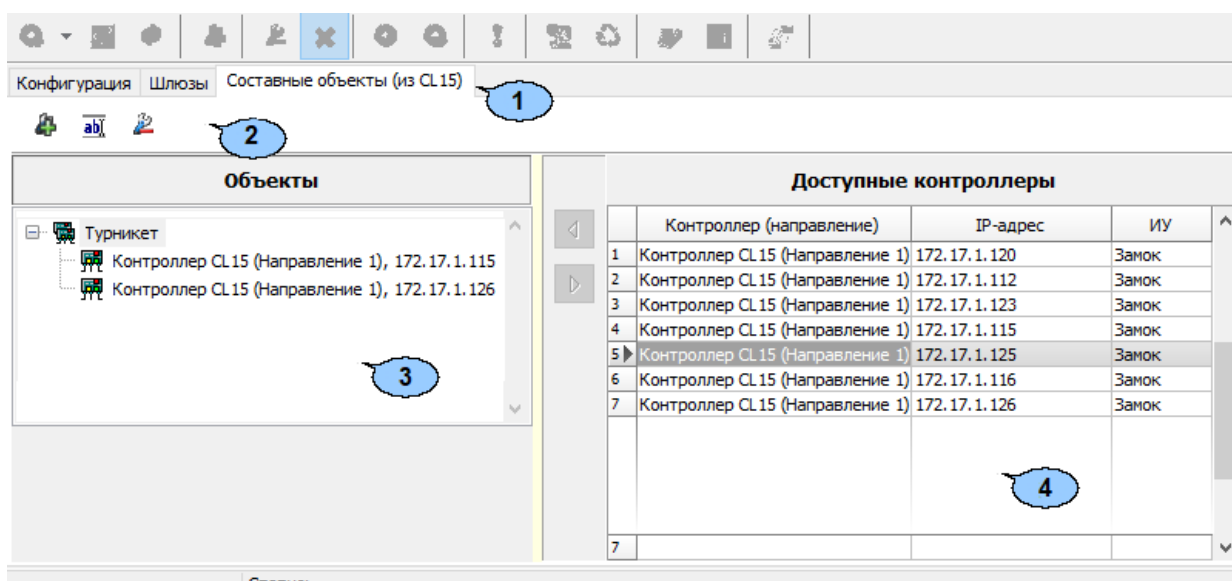 Конфигурация Шлюзы Составные объекты (из CL15)
1
ab
2
Объекты
Доступные контроллеры
Турникет
Контроллер CL15 (Направление 1), 172.17.1.115
Контроллер CL15 (Направление 1), 172.17.1.126
3
Контроллер (направление) IP-адрес ИУ
1 Контроллер CL15 (Направление 1) 172.17.1.120 Замок
2 Контроллер CL15 (Направление 1) 172.17.1.112 Замок
3 Контроллер CL15 (Направление 1) 172.17.1.123 Замок
4 Контроллер CL15 (Направление 1) 172.17.1.115 Замок
5 Контроллер CL15 (Направление 1) 172.17.1.125 Замок
6 Контроллер CL15 (Направление 1) 172.17.1.116 Замок
7 Контроллер CL15 (Направление 1) 172.17.1.126 Замок
4
7